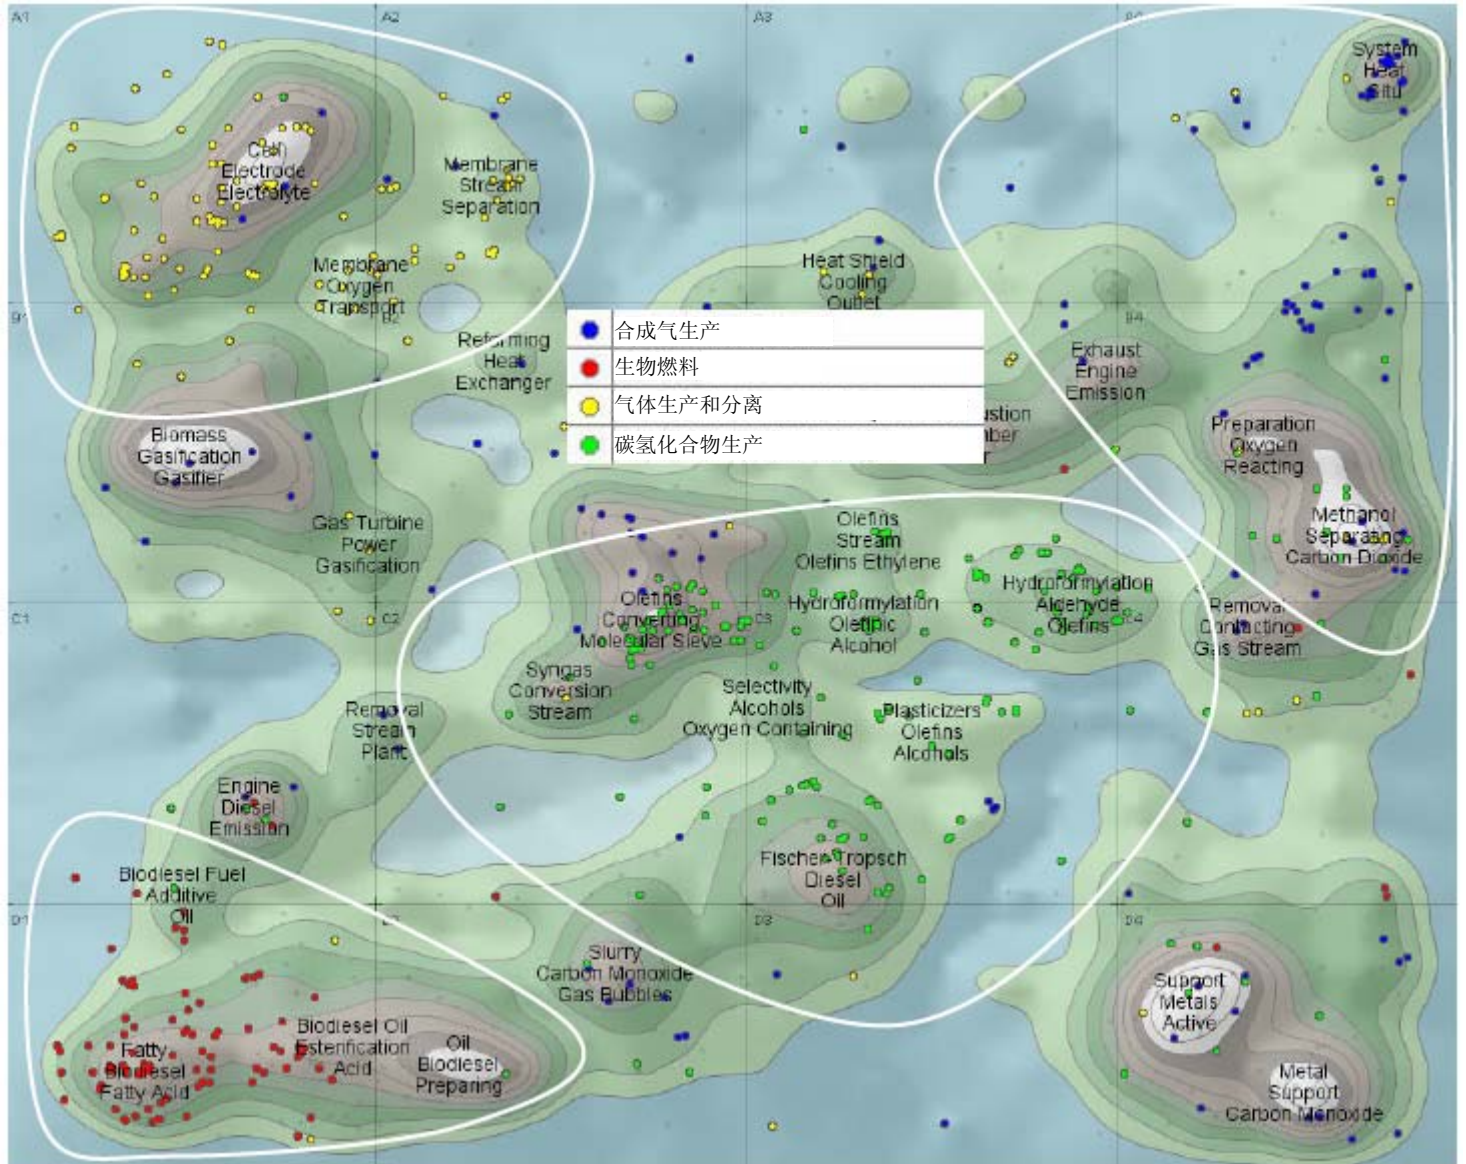 A1
A2
A3
System
Heat
Situ
Cell
Electrode
Electrolyte
Membrane
Stream
Separation
Membrane
Oxygen
Transport
Heat Shield
Cooling
Outlet
B1
B2
B4
Reforming
Heat
Exchanger
合成气生产
生物燃料
气体生产和分离
碳氢化合物生产
Exhaust
Engine
Emission
ustion
ber
r
Preparation
Oxygen
Reacting
Biomass
Gasification
Gasifier
Gas Turbine
Power
Gasification
Olefins
Stream
Olefins Ethylene
Methanol
Separating
Carbon Dioxide
Olefins
Converting
Molecular Sieve
Hydroformylation
Olefinic
Alcohol
Hydroformylation
Aldehyde
Olefins
Removal
Contacting
Gas Stream
C1
C2
C3
C4
Syngas
Conversion
Stream
Selectivity
Alcohols
Oxygen Containing
Plasticizers
Olefins
Alcohols
Removal
Stream
Plant
Engine
Diesel
Emission
Biodiesel Fuel
Additive
Oil
Fischer Tropsch
Diesel
Oil
D1
D2
D3
D4
Slurry
Carbon Monoxide
Gas Bubbles
Support
Metals
Active
Fatty
Biodiesel
Fatty Acid
Biodiesel Oil
Esterification
Acid
Oil
Biodiesel
Preparing
Metal
Support
Carbon Monoxide